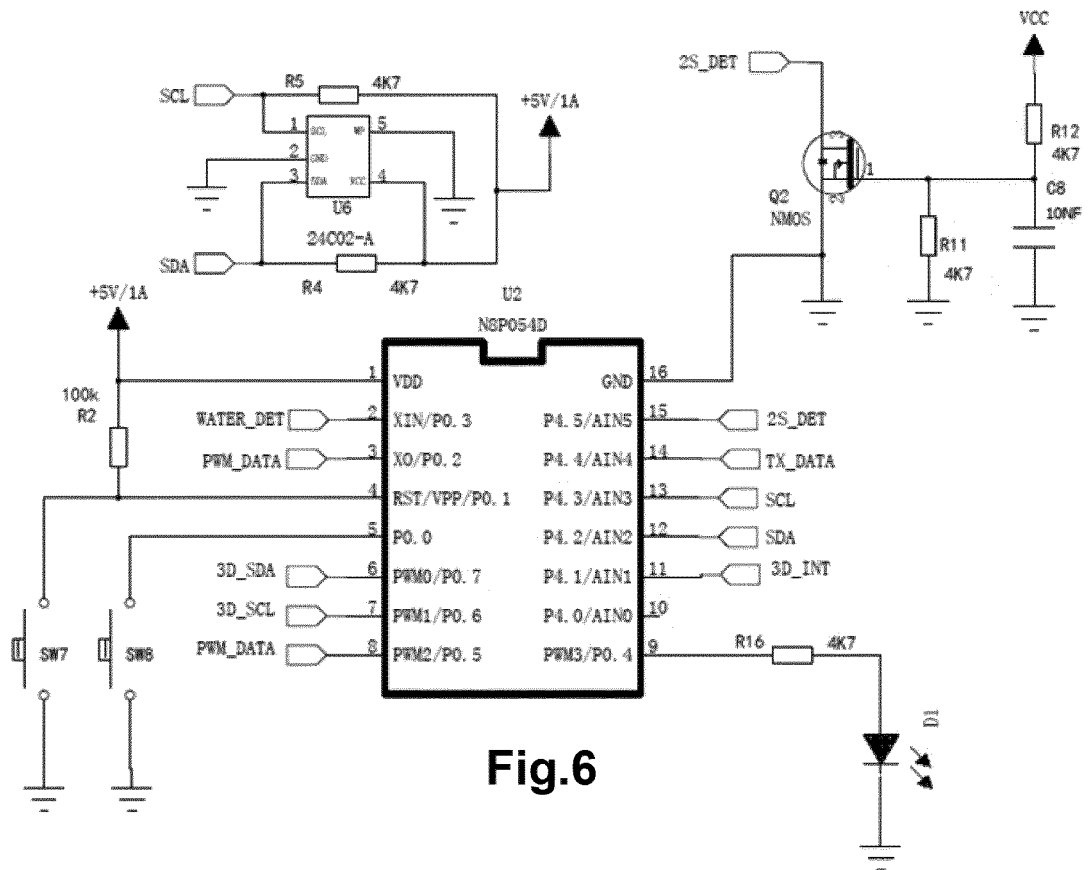 VCC
2S_DET
R5
4K7
SCL
+5V/1A
1
SCL
WP
5
2
GND
3
SDA
VCC
4
U6
24C02-A
SDA
R4
4K7
R12
4K7
1
C8
10NF
Q2
NMOS
R11
4K7
+5V/1A
U2
N8P054D
100k
R2
1
VDD
GND
16
WATER_DET
2
XIN/P0.3
P4.5/AIN5
15
2S_DET
PWM_DATA
3
XO/P0.2
P4.4/AIN4
14
TX_DATA
4
RST/VPP/P0.1
P4.3/AIN3
13
SCL
5
P0.0
P4.2/AIN2
12
SDA
3D_SDA
6
PWM0/P0.7
P4.1/AIN1
11
3D_INT
3D_SCL
7
PWM1/P0.6
P4.0/AIN0
10
PWM_DATA
8
PWM2/P0.5
PWM3/P0.4
9
R16
4K7
SW7
SW8
D1
Fig.6